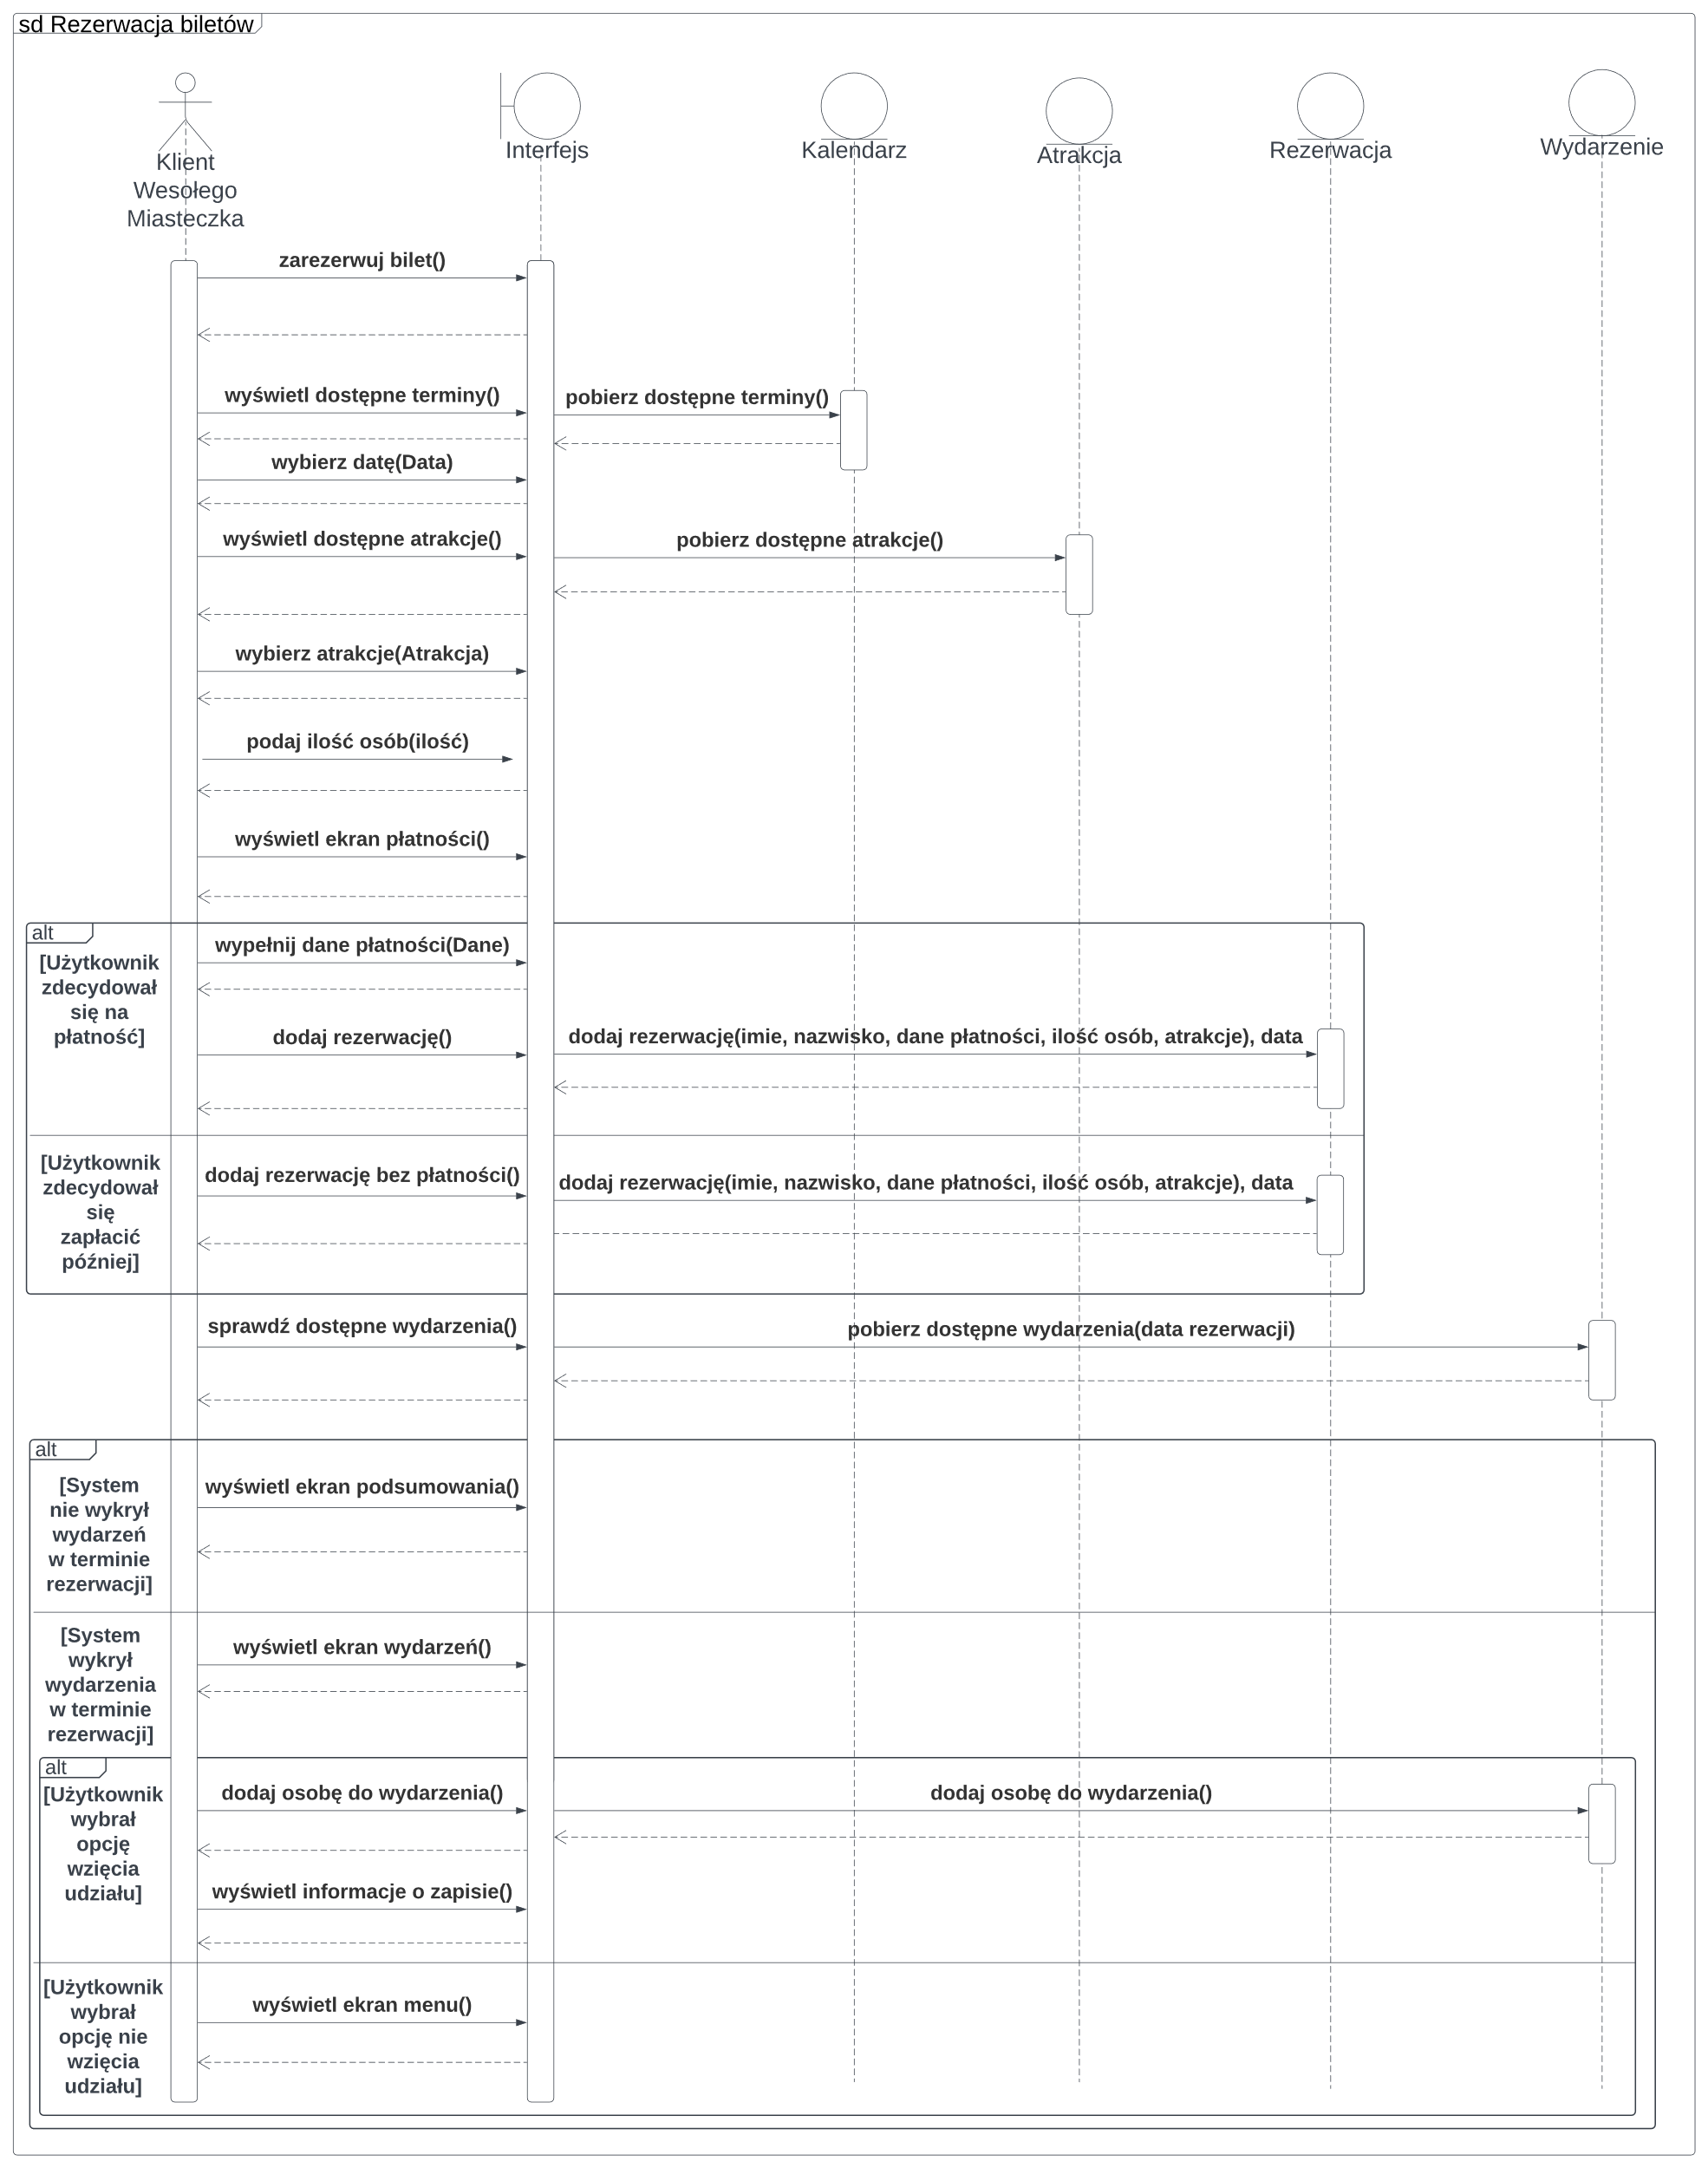 sd Rezerwacja biletów
Klient
Wesołego
Miasteczka
Interfejs
Kalendarz
Atrakcja
Rezerwacja
Wydarzenie
zarezerwuj bilet()
wyświetl dostępne terminy()
pobierz dostępne terminy()
wybierz datę(Data)
wyświetl dostępne atrakcje()
pobierz dostępne atrakcje()
wybierz atrakcje(Atrakcja)
podaj ilość osób(ilość)
wyświetl ekran płatności()
alt
[Użytkownik
zdecydował
się na
płatność]
wypełnij dane płatności(Dane)
dodaj rezerwację()
dodaj rezerwację(imie, nazwisko, dane płatności, ilość osób, atrakcje), data
[Użytkownik
zdecydował
się
zapłacić
później]
dodaj rezerwację bez płatności()
dodaj rezerwację(imie, nazwisko, dane płatności, ilość osób, atrakcje), data
sprawdź dostępne wydarzenia()
pobierz dostępne wydarzenia(data rezerwacji)
alt
[System
nie wykrył
wydarzeń
w terminie
rezerwacji]
wyświetl ekran podsumowania()
[System
wykrył
wydarzenia
w terminie
rezerwacji]
wyświetl ekran wydarzeń()
alt
[Użytkownik
wybrał
opcję
wzięcia
udziału]
dodaj osobę do wydarzenia()
dodaj osobę do wydarzenia()
wyświetl informacje o zapisie()
[Użytkownik
wybrał
opcję nie
wzięcia
udziału]
wyświetl ekran menu()